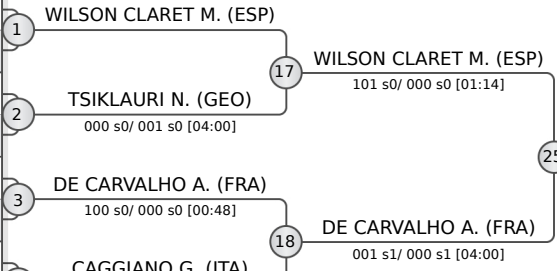 WILSON CLARET M. (ESP)
1
WILSON CLARET M. (ESP)
17
101 s0/ 000 s0 [01:14]
TSIKLAURI N. (GEO)
2
000 s0/ 001 s0 [04:00]
25
DE CARVALHO A. (FRA)
3
100 s0/ 000 s0 [00:48]
DE CARVALHO A. (FRA)
18
001 s1/ 000 s1 [04:00]
CAGGIANO G. (ITA)